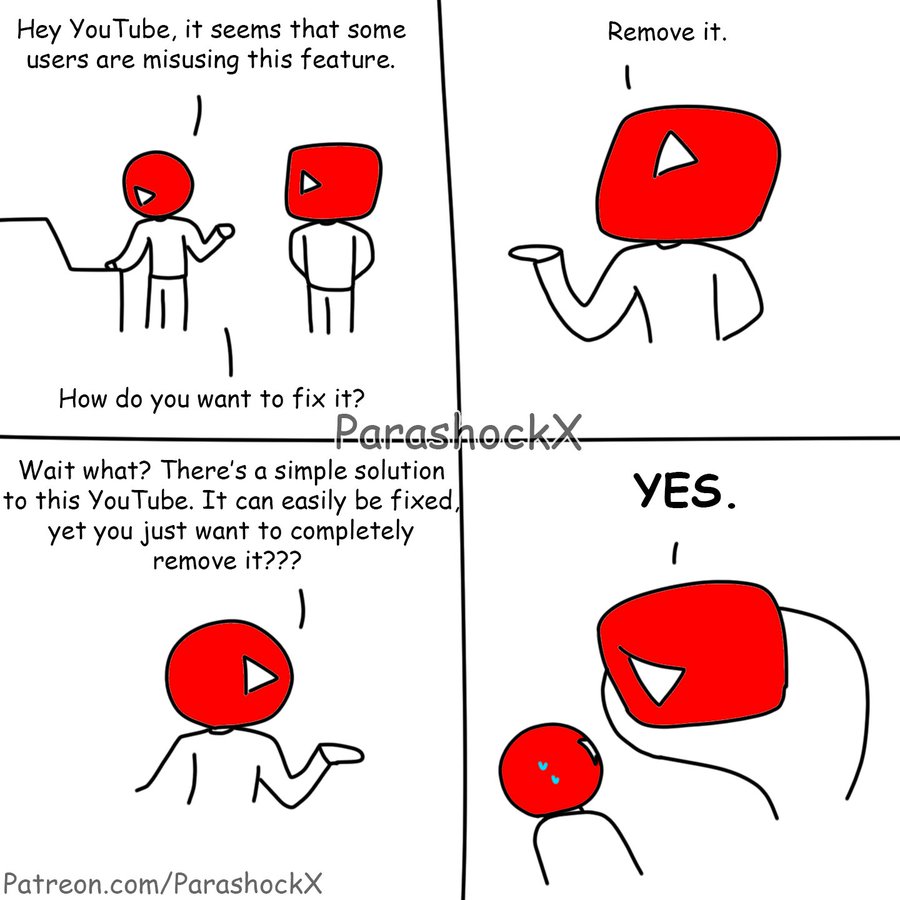 Hey YouTube, it seems that some
users are misusing this feature.
How do you want to fix it?
Remove it.
ParashockX
Wait what? There's a simple solution
to this YouTube. It can easily be fixed,
yet you just want to completely
remove it???
YES.
Patreon.com/ParashockX